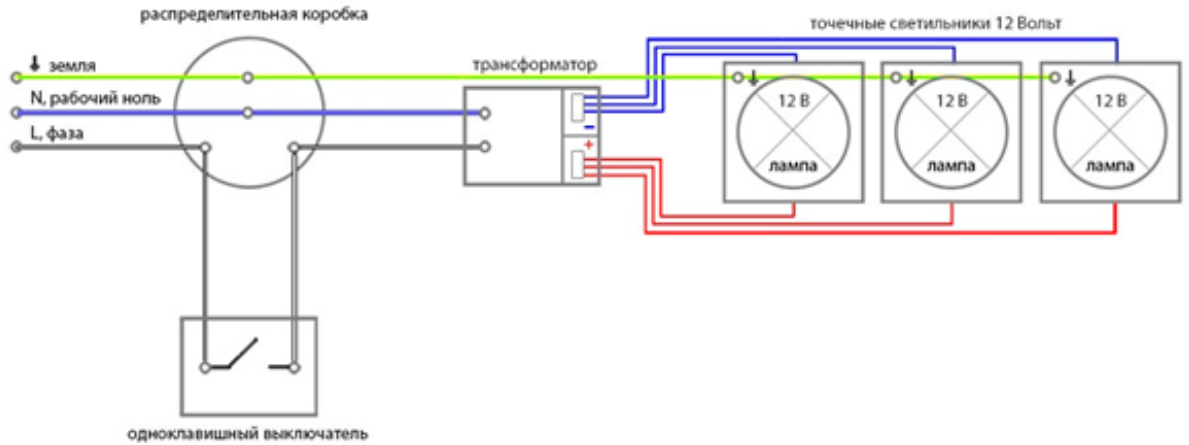 распределительная коробка
точечные светильники 12 Вольт
земля
трансформатор
N, рабочий ноль
L, фаза
−
+
12 В
лампа
12 В
лампа
12 В
лампа
одноклавишный выключатель